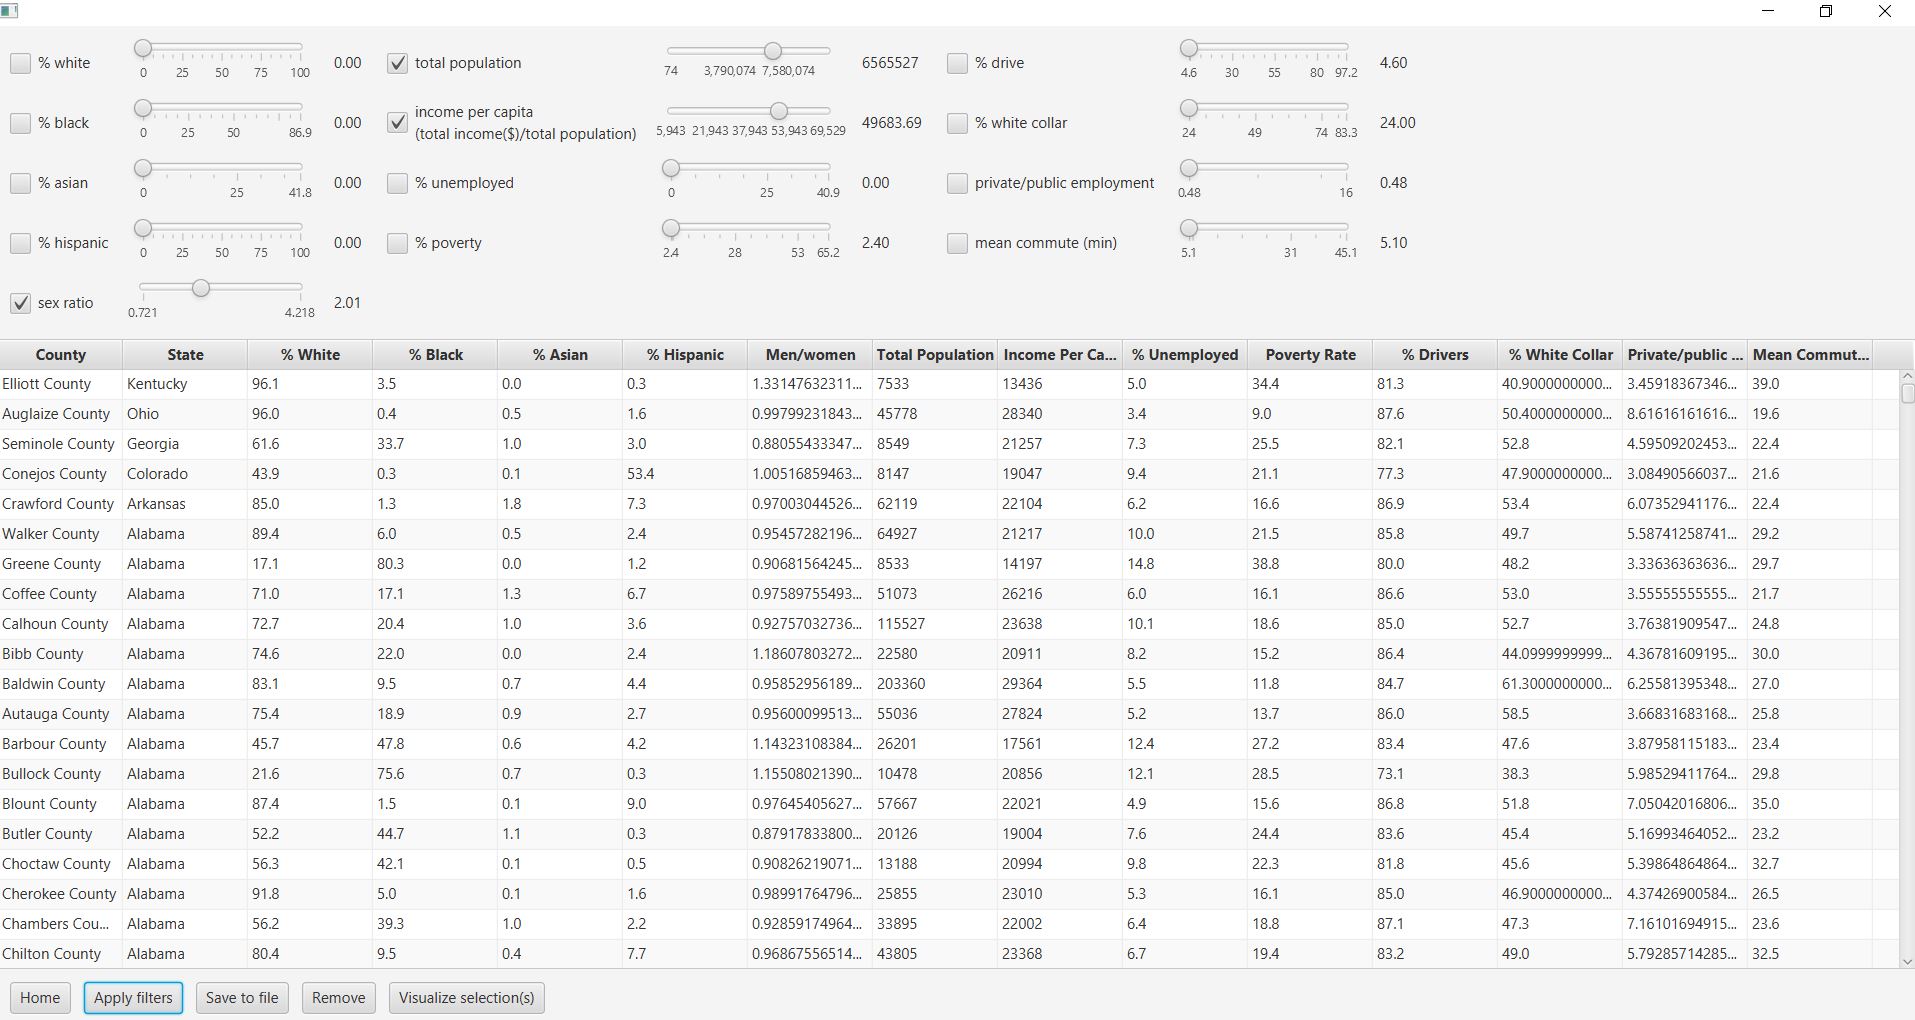 % white 0 25 50 75 100 0.00 total population 74 3,790,074 7,580,074 6565527 % drive 4.6 30 55 80 97.2 4.60
% black 0 25 50 86.9 0.00 income per capita (total income($)/total population) 5,943 21,943 37,943 53,943 69,529 49683.69 % white collar 24 49 74 83.3 24.00
% asian 0 25 41.8 0.00 % unemployed 0 25 40.9 0.00 private/public employment 0.48 16 0.48
% hispanic 0 25 50 75 100 0.00 % poverty 2.4 28 53 65.2 2.40 mean commute (min) 5.1 31 45.1 5.10
sex ratio 0.721 4.218 2.01
County State % White % Black % Asian % Hispanic Men/women Total Population Income Per Ca... % Unemployed Poverty Rate % Drivers % White Collar Private/public ... Mean Commut...
Elliott County Kentucky 96.1 3.5 0.0 0.3 1.33147632311... 7533 13436 5.0 34.4 81.3 40.9000000000... 3.45918367346... 39.0
Auglaize County Ohio 96.0 0.4 0.5 1.6 0.99799231843... 45778 28340 3.4 9.0 87.6 50.4000000000... 8.61616161616... 19.6
Seminole County Georgia 61.6 33.7 1.0 3.0 0.88055433347... 8549 21257 7.3 25.5 82.1 52.8 4.59509202453... 22.4
Conejos County Colorado 43.9 0.3 0.1 53.4 1.00516859463... 8147 19047 9.4 21.1 77.3 47.9000000000... 3.08490566037... 21.6
Crawford County Arkansas 85.0 1.3 1.8 7.3 0.97003044526... 62119 22104 6.2 16.6 86.9 53.4 6.07352941176... 22.4
Walker County Alabama 89.4 6.0 0.5 2.4 0.95457282196... 64927 21217 10.0 21.5 85.8 49.7 5.58741258741... 29.2
Greene County Alabama 17.1 80.3 0.0 1.2 0.90681564245... 8533 14197 14.8 38.8 80.0 48.2 3.33636363636... 29.7
Coffee County Alabama 71.0 17.1 1.3 6.7 0.97589755493... 51073 26216 6.0 16.1 86.6 53.0 3.55555555555... 21.7
Calhoun County Alabama 72.7 20.4 1.0 3.6 0.92757032736... 115527 23638 10.1 18.6 85.0 52.7 3.76381909547... 24.8
Bibb County Alabama 74.6 22.0 0.0 2.4 1.18607803272... 22580 20911 8.2 15.2 86.4 44.0999999999... 4.36781609195... 30.0
Baldwin County Alabama 83.1 9.5 0.7 4.4 0.95852956189... 203360 29364 5.5 11.8 84.7 61.3000000000... 6.25581395348... 27.0
Autauga County Alabama 75.4 18.9 0.9 2.7 0.95600099513... 55036 27824 5.2 13.7 86.0 58.5 3.66831683168... 25.8
Barbour County Alabama 45.7 47.8 0.6 4.2 1.14323108384... 26201 17561 12.4 27.2 83.4 47.6 3.87958115183... 23.4
Bullock County Alabama 21.6 75.6 0.7 0.3 1.15508021390... 10478 20856 12.1 28.5 73.1 38.3 5.98529411764... 29.8
Blount County Alabama 87.4 1.5 0.1 9.0 0.97645405627... 57667 22021 4.9 15.6 86.8 51.8 7.05042016806... 35.0
Butler County Alabama 52.2 44.7 1.1 0.3 0.87917833800... 20126 19004 7.6 24.4 83.6 45.4 5.16993464052... 23.2
Choctaw County Alabama 56.3 42.1 0.1 0.5 0.90826219071... 13188 20994 9.8 22.3 81.8 45.6 5.39864864864... 32.7
Cherokee County Alabama 91.8 5.0 0.1 1.6 0.98991764796... 25855 23010 5.3 16.1 85.0 46.9000000000... 4.37426900584... 26.5
Chambers Cou... Alabama 56.2 39.3 1.0 2.2 0.92859174964... 33895 22002 6.4 18.8 87.1 47.3 7.16101694915... 23.6
Chilton County Alabama 80.4 9.5 0.4 7.7 0.96867556514... 43805 23368 6.7 19.4 83.2 49.0 5.79285714285... 32.5
Home Apply filters Save to file Remove Visualize selection(s)